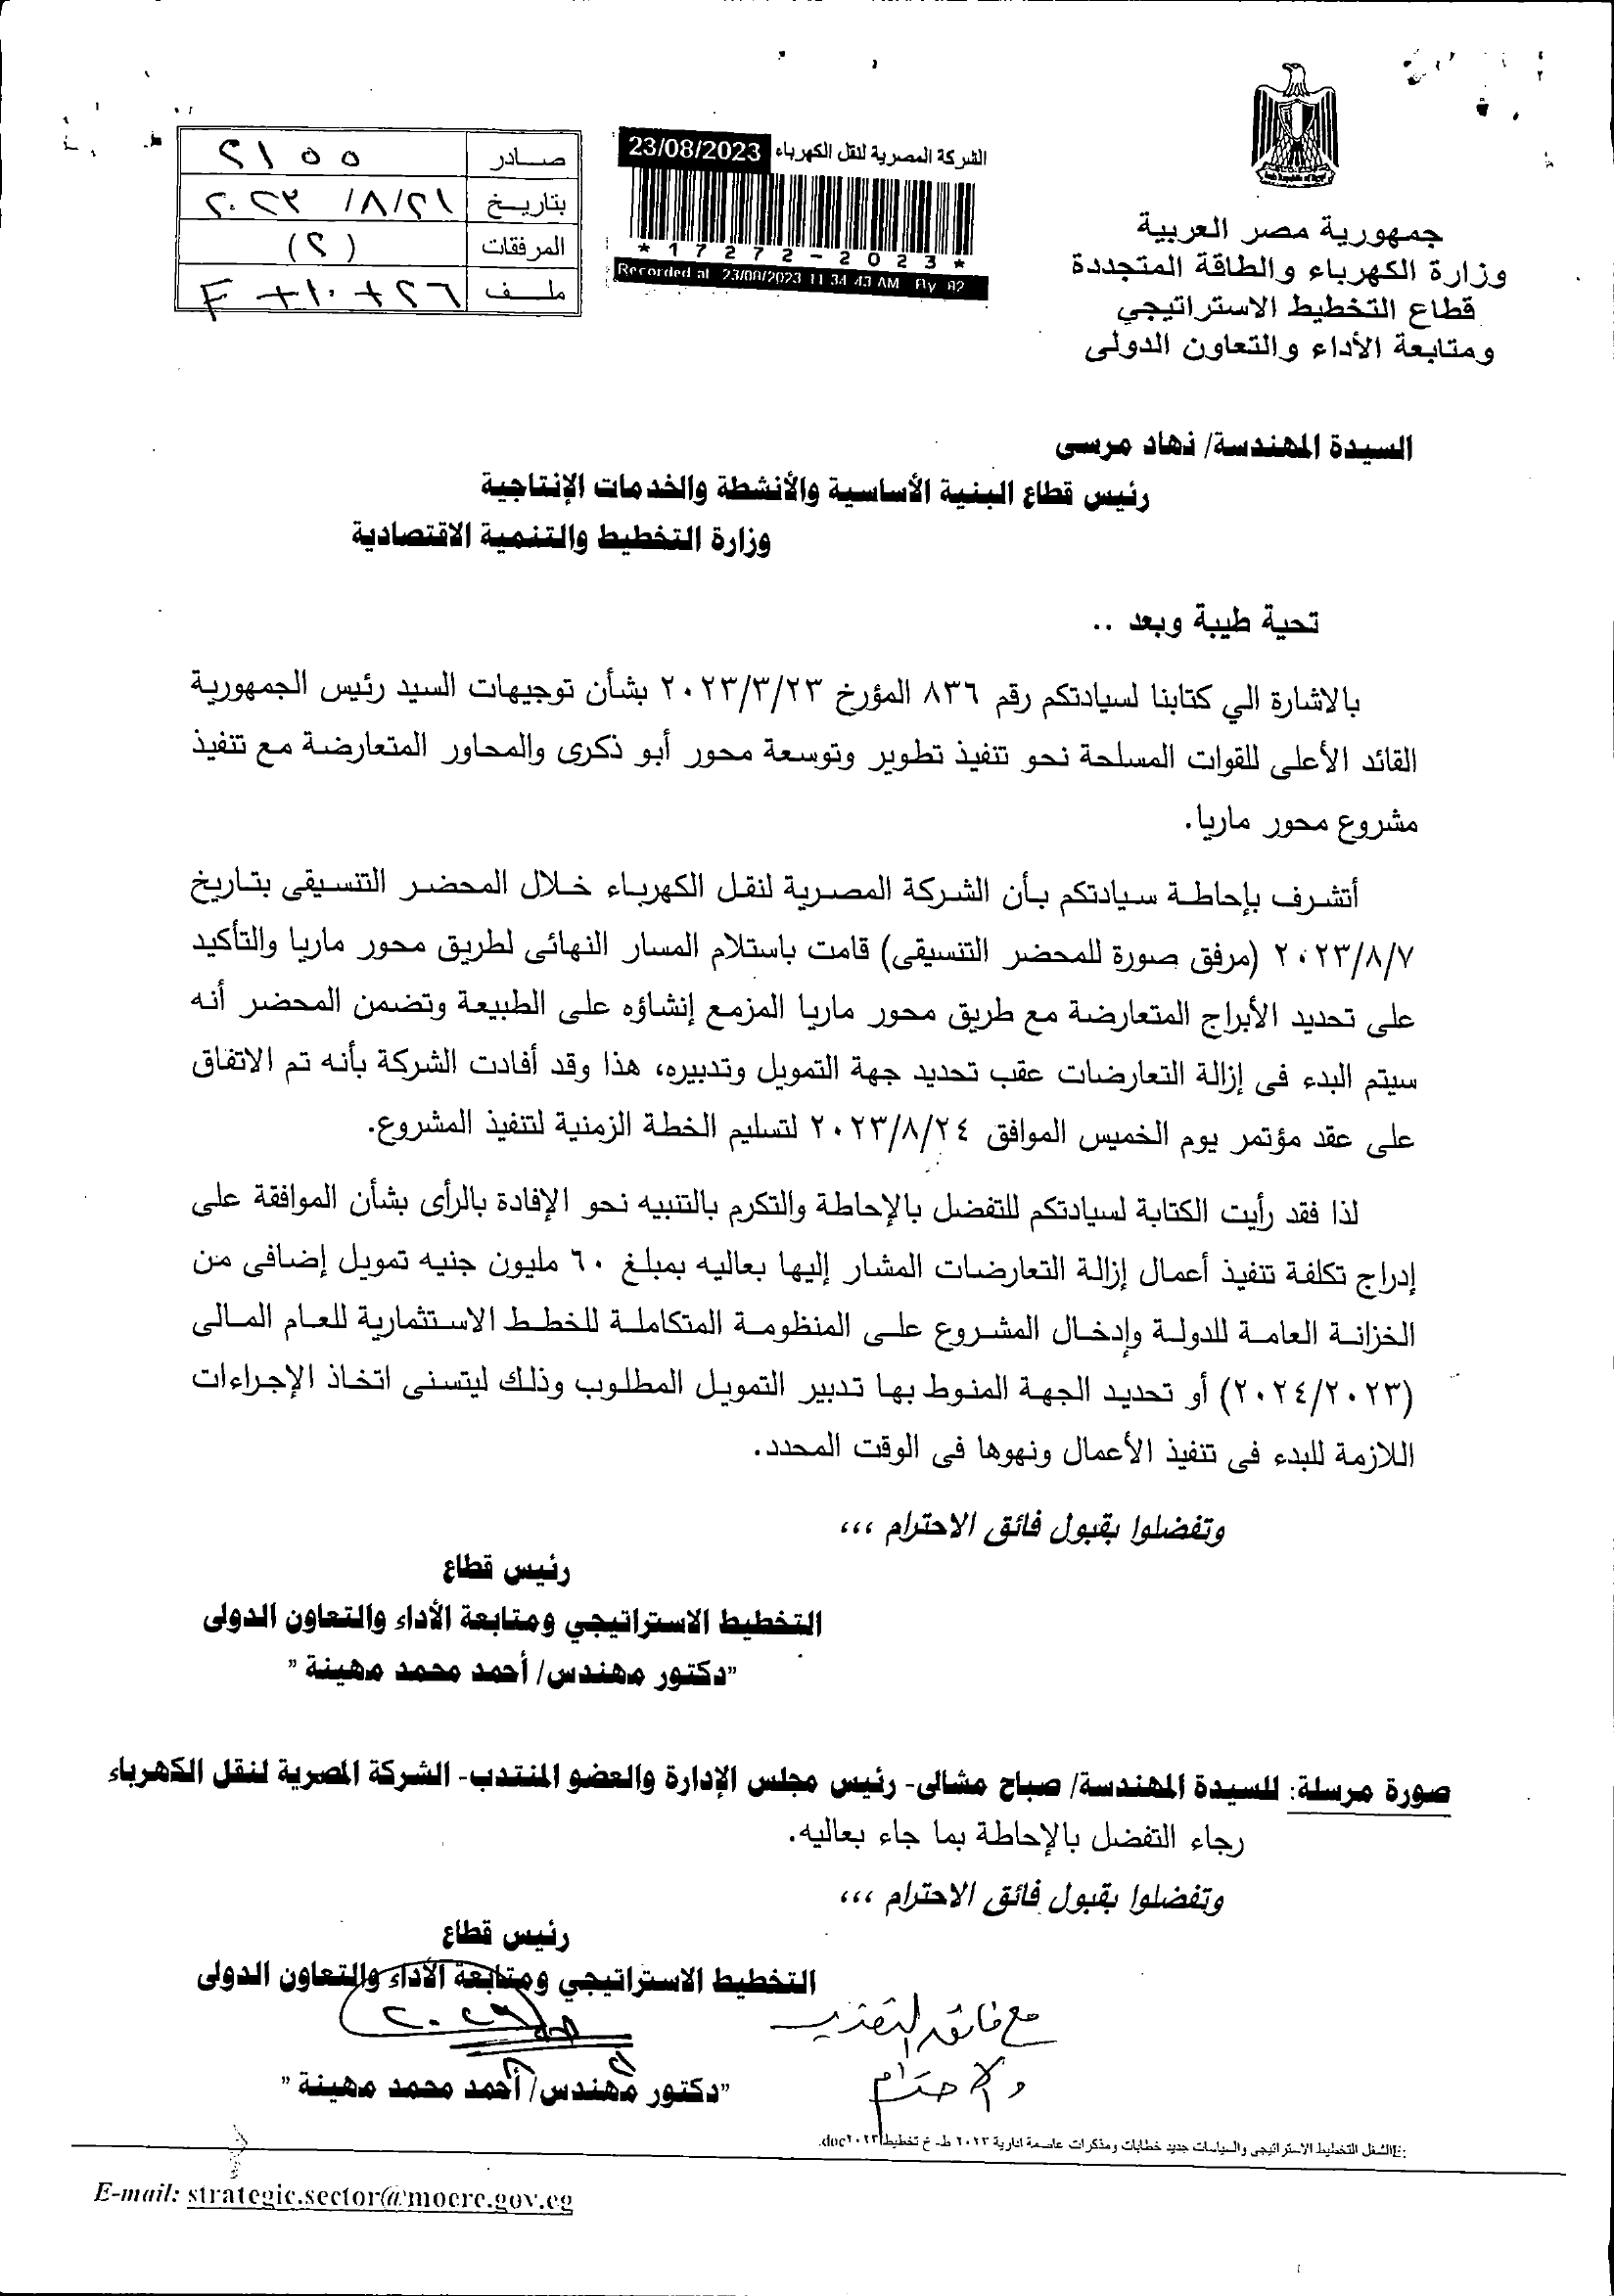 جمهورية مصر العربية
وزارة الكهرباء والطاقة المتجددة
قطاع التخطيط الاستراتيجي
ومتابعة الأداء والتعاون الدولى
الشركة المصرية لنقل الكهرباء 23/08/2023
*17272-2023*
Recorded at 23/08/2023 11 34 43 AM By 82
صادر ٢١٥٥
بتاريخ ٢٠٢٣/٨/٢١
المرفقات (٢)
ملف ٢٦+١٠+F
السيدة المهندسة/ نهاد مرسى
رئيس قطاع البنية الأساسية والأنشطة والخدمات الإنتاجية
وزارة التخطيط والتنمية الاقتصادية
تحية طيبة وبعد ..
بالاشارة الي كتابنا لسيادتكم رقم ٨٣٦ المؤرخ ٢٠٢٣/٣/٢٣ بشأن توجيهات السيد رئيس الجمهورية
القائد الأعلى للقوات المسلحة نحو تنفيذ تطوير وتوسعة محور أبو ذكرى والمحاور المتعارضة مع تنفيذ
مشروع محور ماريا.
أتشرف بإحاطة سيادتكم بأن الشركة المصرية لنقل الكهرباء خلال المحضر التنسيقى بتاريخ
٢٠٢٣/٨/٧ (مرفق صورة للمحضر التنسيقى) قامت باستلام المسار النهائى لطريق محور ماريا والتأكيد
على تحديد الأبراج المتعارضة مع طريق محور ماريا المزمع إنشاؤه على الطبيعة وتضمن المحضر أنه
سيتم البدء فى إزالة التعارضات عقب تحديد جهة التمويل وتدبيره، هذا وقد أفادت الشركة بأنه تم الاتفاق
على عقد مؤتمر يوم الخميس الموافق ٢٠٢٣/٨/٢٤ لتسليم الخطة الزمنية لتنفيذ المشروع.
لذا فقد رأيت الكتابة لسيادتكم للتفضل بالإحاطة والتكرم بالتنبيه نحو الإفادة بالرأى بشأن الموافقة على
إدراج تكلفة تنفيذ أعمال إزالة التعارضات المشار إليها بعاليه بمبلغ ٦٠ مليون جنيه تمويل إضافى من
الخزانة العامة للدولة وإدخال المشروع على المنظومة المتكاملة للخطط الاستثمارية للعام المالى
(٢٠٢٤/٢٠٢٣) أو تحديد الجهة المنوط بها تدبير التمويل المطلوب وذلك ليتسنى اتخاذ الإجراءات
اللازمة للبدء فى تنفيذ الأعمال ونهوها فى الوقت المحدد.
وتفضلوا بقبول فائق الاحترام ،،،
رئيس قطاع
التخطيط الاستراتيجي ومتابعة الأداء والتعاون الدولى
"دكتور مهندس/ أحمد محمد مهينة"
صورة مرسلة: للسيدة المهندسة/ صباح مشالى- رئيس مجلس الإدارة والعضو المنتدب- الشركة المصرية لنقل الكهرباء
رجاء التفضل بالإحاطة بما جاء بعاليه.
وتفضلوا بقبول فائق الاحترام ،،،
رئيس قطاع
التخطيط الاستراتيجي ومتابعة الأداء والتعاون الدولى
مع فائق التقدير
والاحترام
"دكتور مهندس/ أحمد محمد مهينة"
E:\الشغل التخطيط الاستراتيجى والسياسات جديد خطابات ومذكرات عاصمة ادارية ٢٠٢٣ ط- خ تخطيط ٢٠٢٣doc.
E-mail: strategic.sector@moere.gov.eg